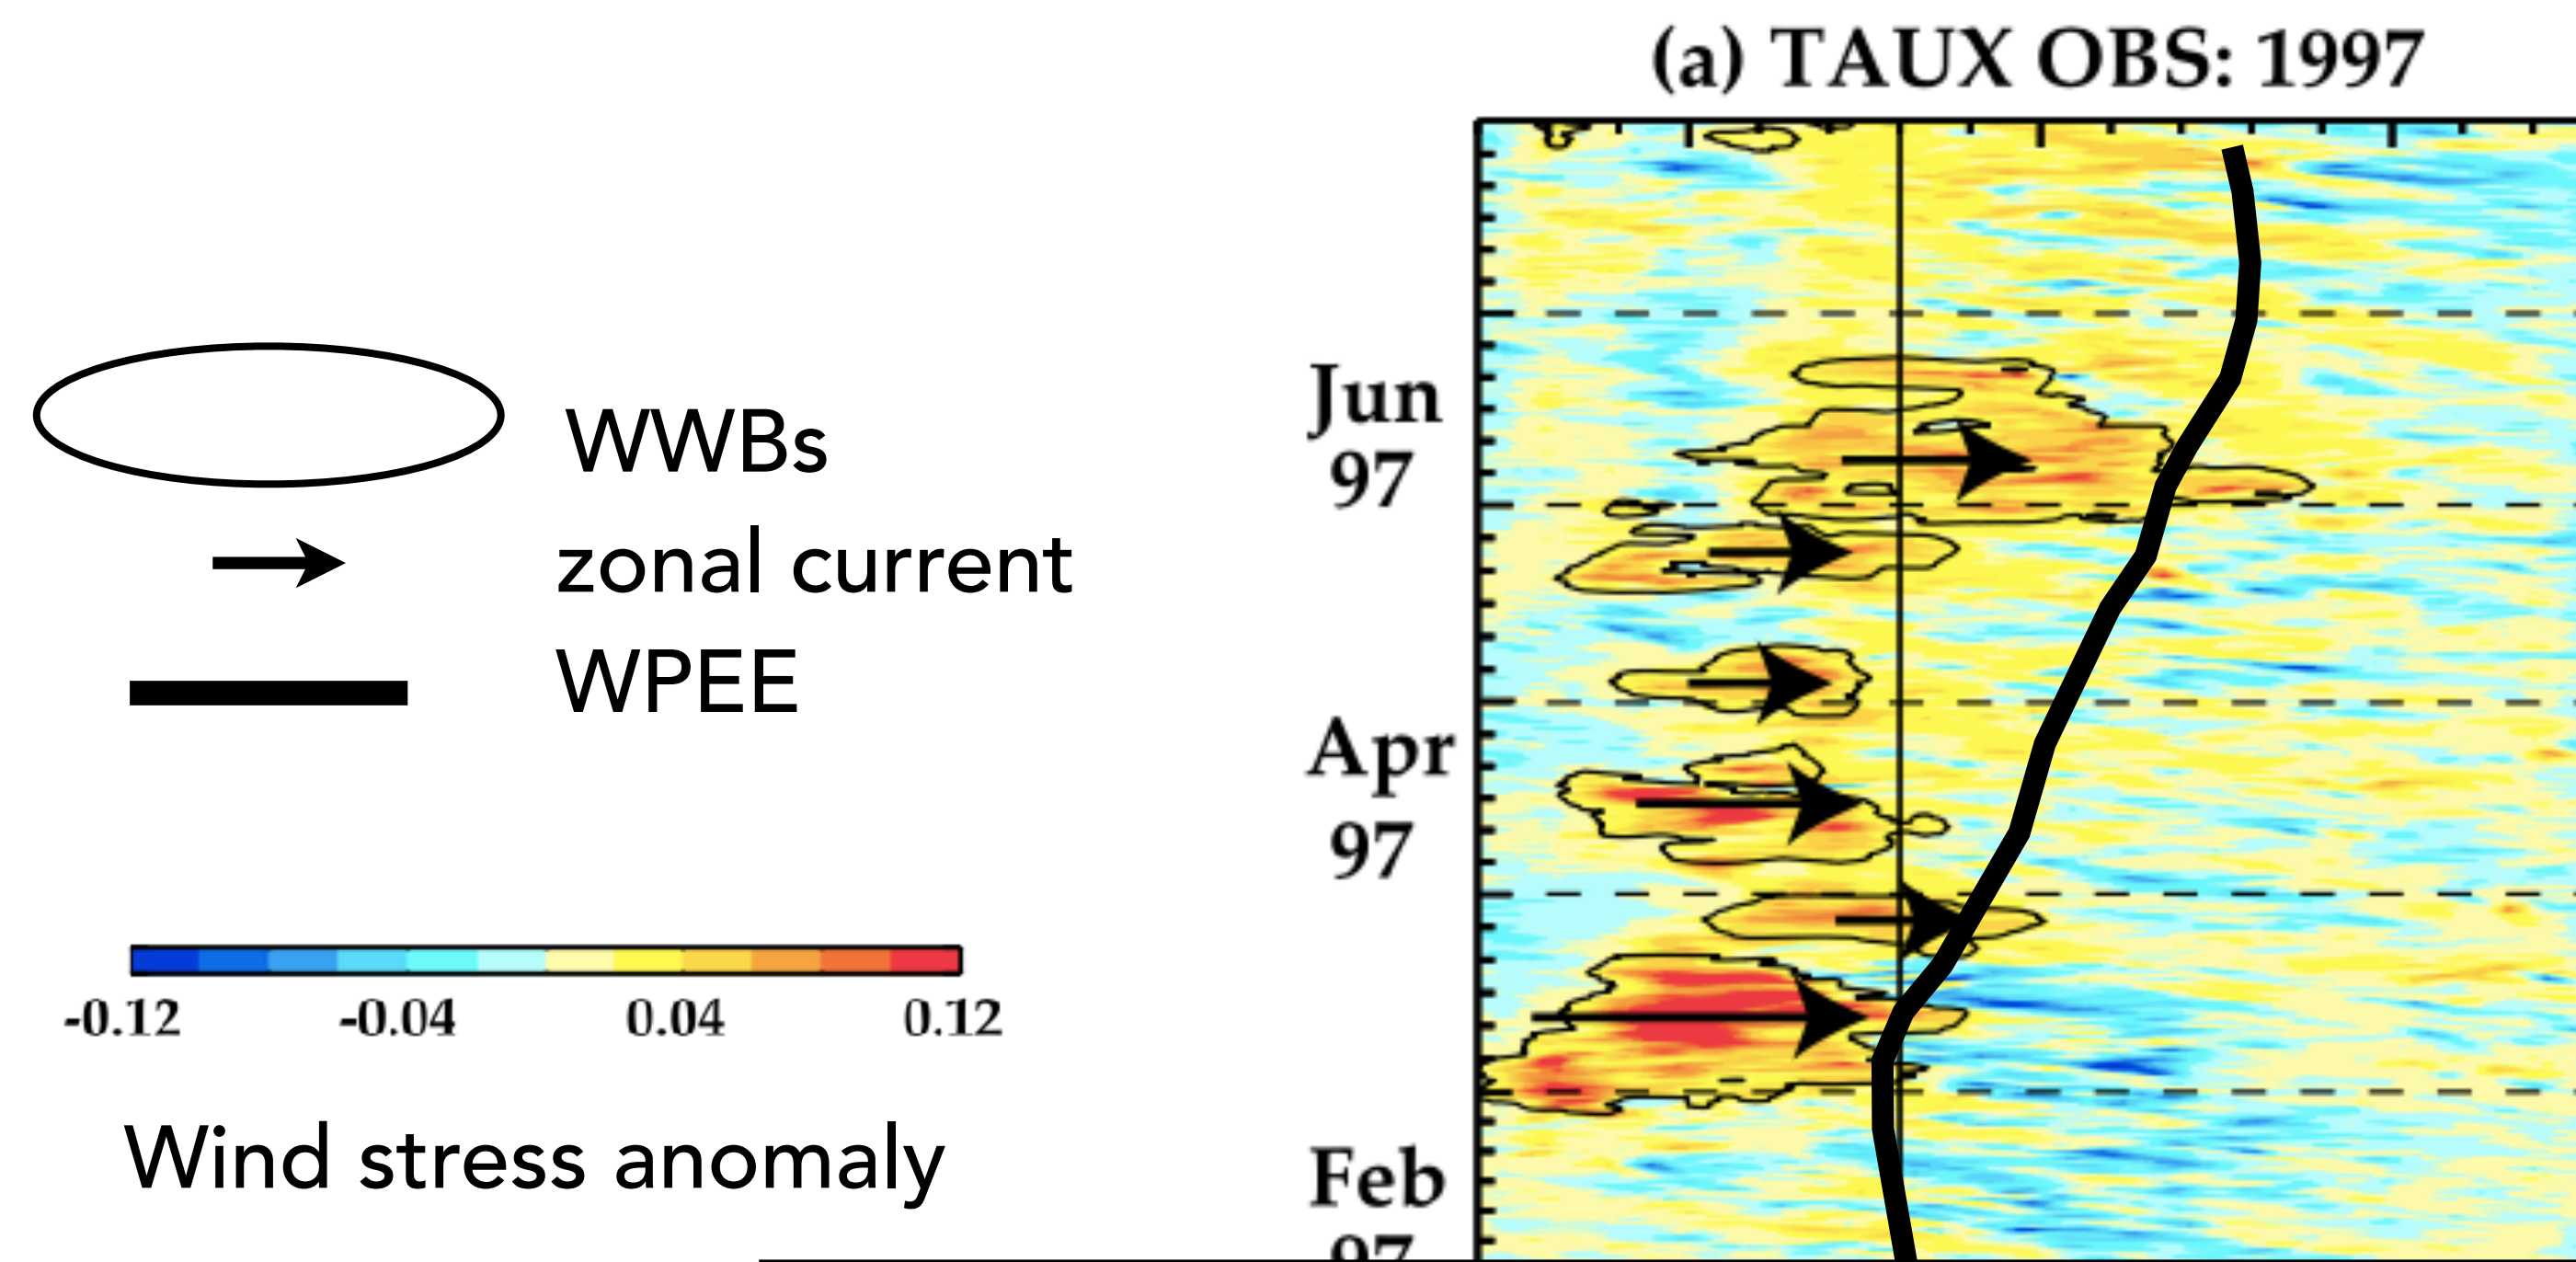 (a) TAUX OBS: 1997
WWBs
zonal current
WPEE
-0.12 -0.04 0.04 0.12
Wind stress anomaly
Jun
97
Apr
97
Feb
97